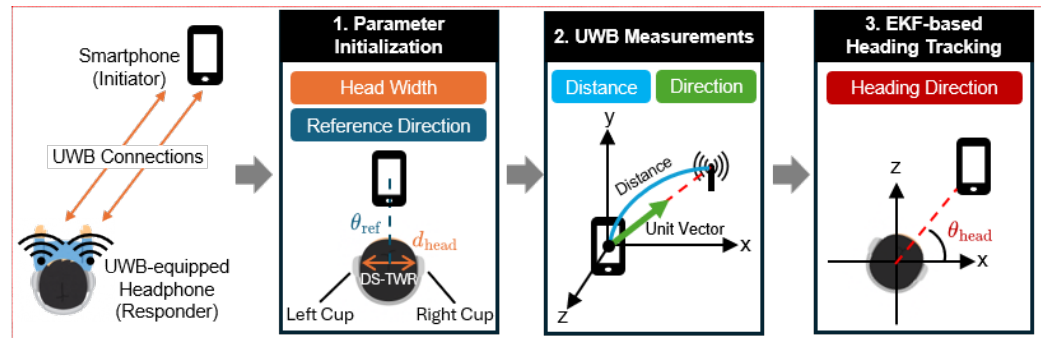 Smartphone
(Initiator)
UWB Connections
UWB-equipped
Headphone
(Responder)
1. Parameter
Initialization
Head Width
Reference Direction
θref
dhead
DS-TWR
Left Cup
Right Cup
2. UWB Measurements
Distance
Direction
y
Distance
Unit Vector
x
z
3. EKF-based
Heading Tracking
Heading Direction
z
θhead
x